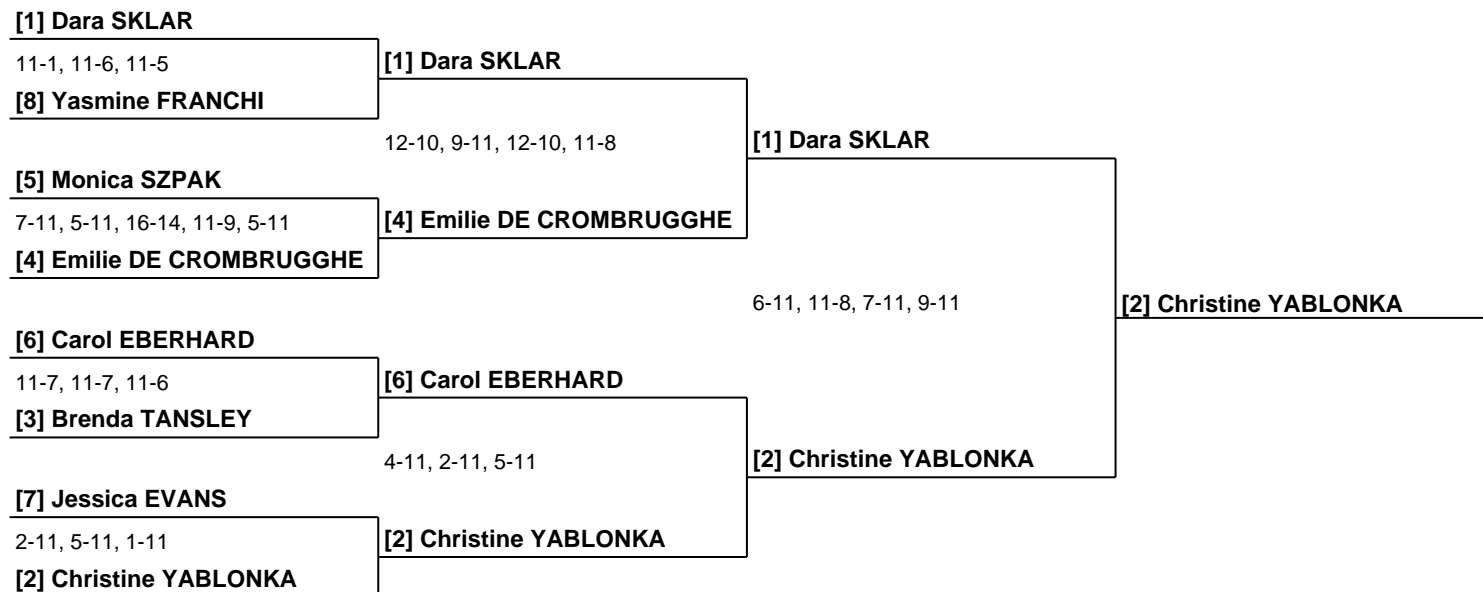 [1] Dara SKLAR
11-1, 11-6, 11-5
[1] Dara SKLAR
[8] Yasmine FRANCHI
12-10, 9-11, 12-10, 11-8
[1] Dara SKLAR
[5] Monica SZPAK
7-11, 5-11, 16-14, 11-9, 5-11
[4] Emilie DE CROMBRUGGHE
[4] Emilie DE CROMBRUGGHE
6-11, 11-8, 7-11, 9-11
[2] Christine YABLONKA
[6] Carol EBERHARD
11-7, 11-7, 11-6
[6] Carol EBERHARD
[3] Brenda TANSLEY
4-11, 2-11, 5-11
[2] Christine YABLONKA
[7] Jessica EVANS
2-11, 5-11, 1-11
[2] Christine YABLONKA
[2] Christine YABLONKA